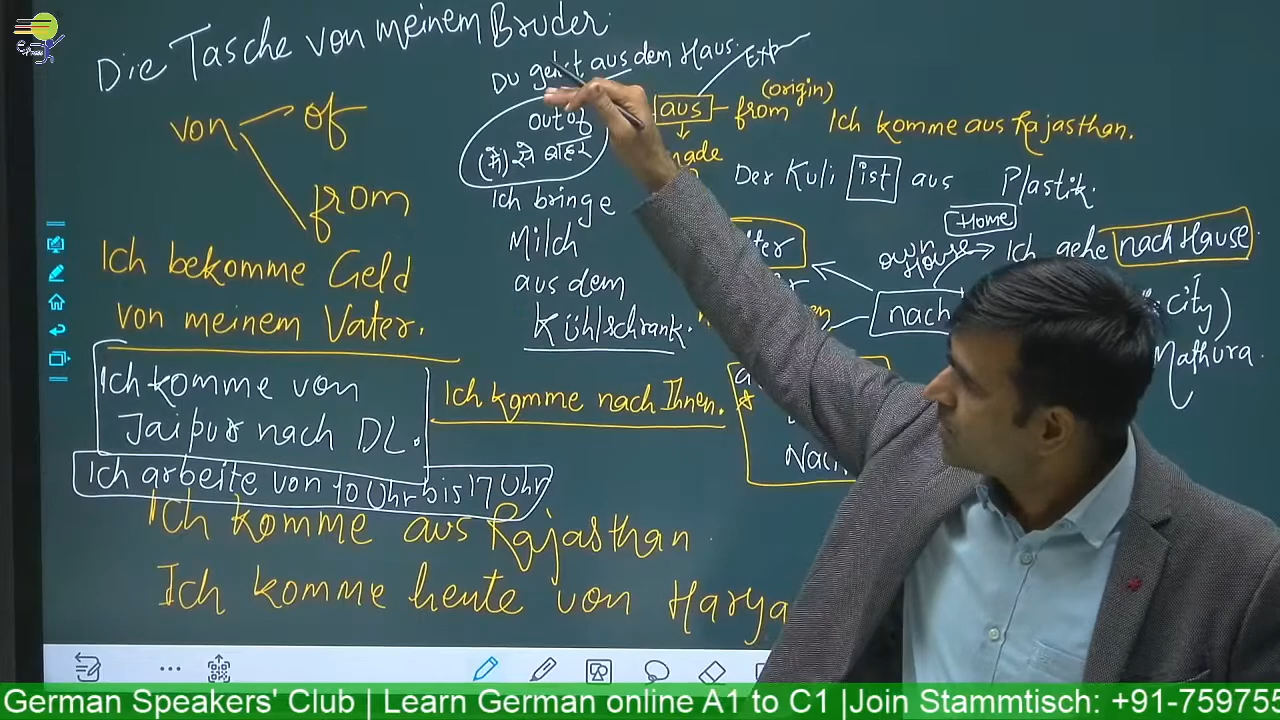 Die Tasche von meinem Bruder
Du gehst aus dem Haus.
von
of
from
out of
(में) से बाहर
aus
from
(origin)
Ich komme aus Rajasthan.
made
Der Kuli ist aus Plastik.
Ich bringe
Milch
aus dem
Kühlschrank.
Home
own
House
Ich gehe nach Hause
nach
city)
Mathura.
Ich bekomme Geld
von meinem Vater.
Ich komme von
Jaipur nach DL.
Ich komme nach Ihnen.
Ich arbeite von 10 Uhr bis 17 Uhr
Ich komme aus Rajasthan.
Ich komme heute von Harya
German Speakers' Club | Learn German online A1 to C1 |Join Stammtisch: +91-759755